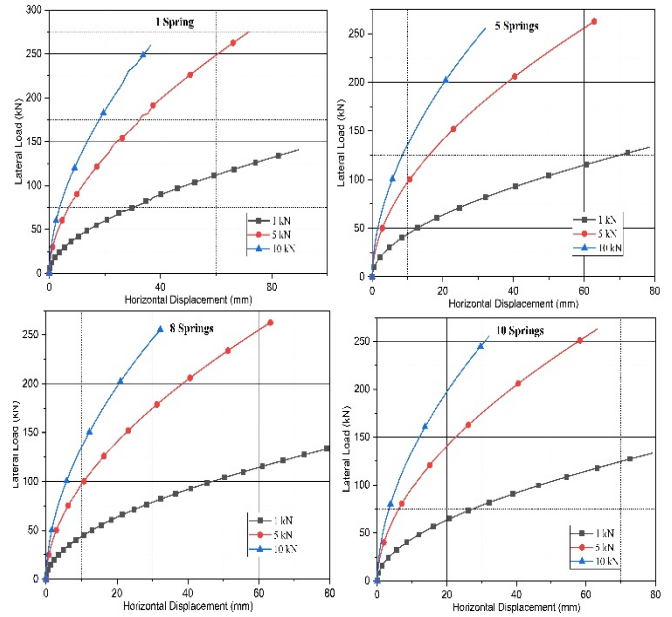 1 Spring
Lateral Load (kN)
300
250
200
150
100
50
0
1 kN
5 kN
10 kN
0 20 40 60 80
Horizontal Displacement (mm)
5 Springs
Lateral Load (kN)
250
200
150
100
50
0
1 kN
5 kN
10 kN
0 20 40 60 80
Horizontal Displacement (mm)
8 Springs
Lateral Load (kN)
250
200
150
100
50
0
1 kN
5 kN
10 kN
0 20 40 60 80
Horizontal Displacement (mm)
10 Springs
Lateral Load (kN)
250
200
150
100
50
0
1 kN
5 kN
10 kN
0 20 40 60 80
Horizontal Displacement (mm)